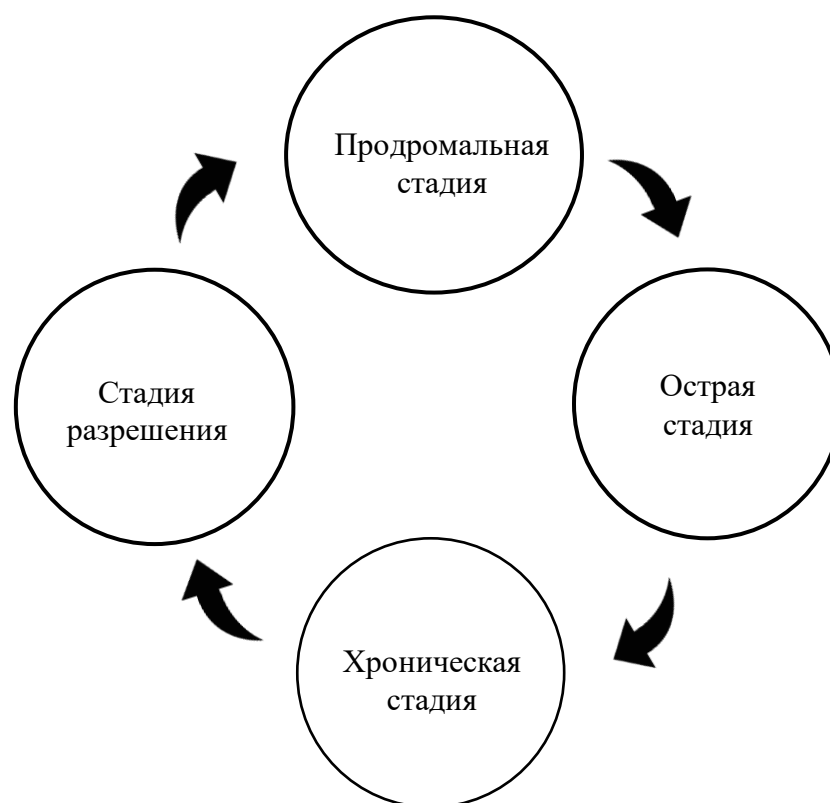 Продромальная
стадия
Острая
стадия
Хроническая
стадия
Стадия
разрешения